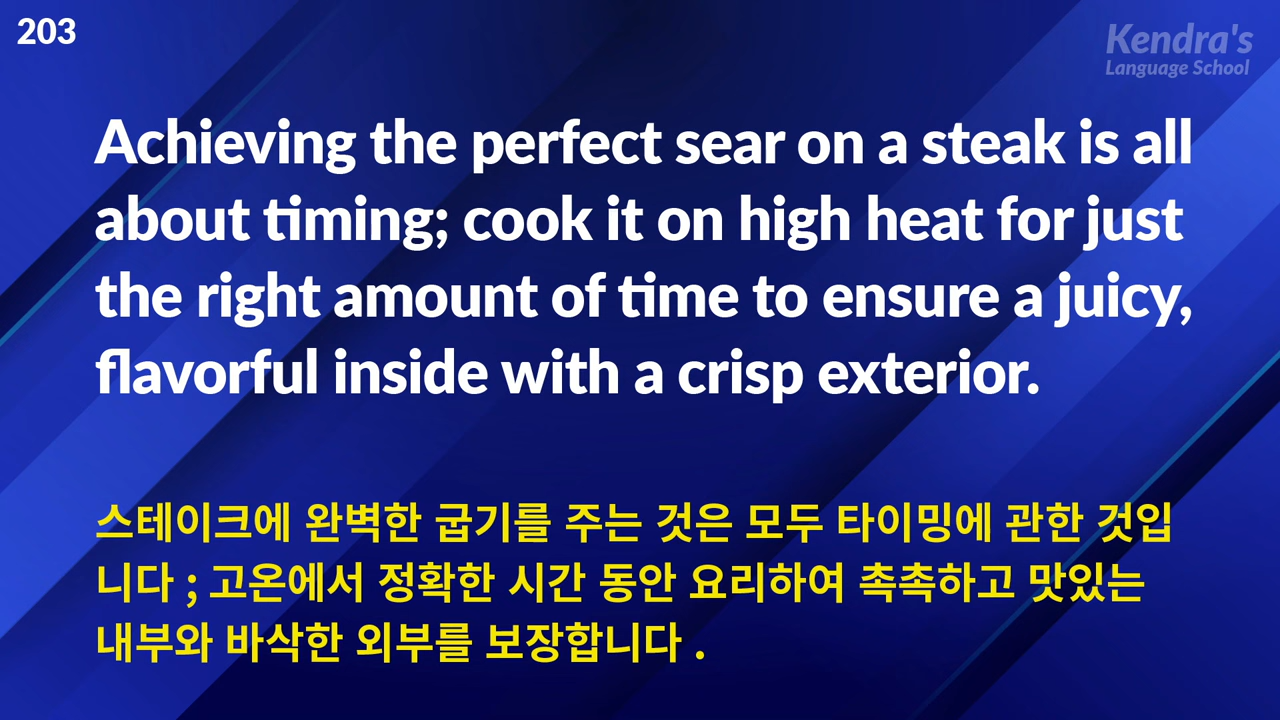 203
Kendra's
Language School
Achieving the perfect sear on a steak is all
about timing; cook it on high heat for just
the right amount of time to ensure a juicy,
flavorful inside with a crisp exterior.
스테이크에 완벽한 굽기를 주는 것은 모두 타이밍에 관한 것입
니다 ; 고온에서 정확한 시간 동안 요리하여 촉촉하고 맛있는
내부와 바삭한 외부를 보장합니다 .